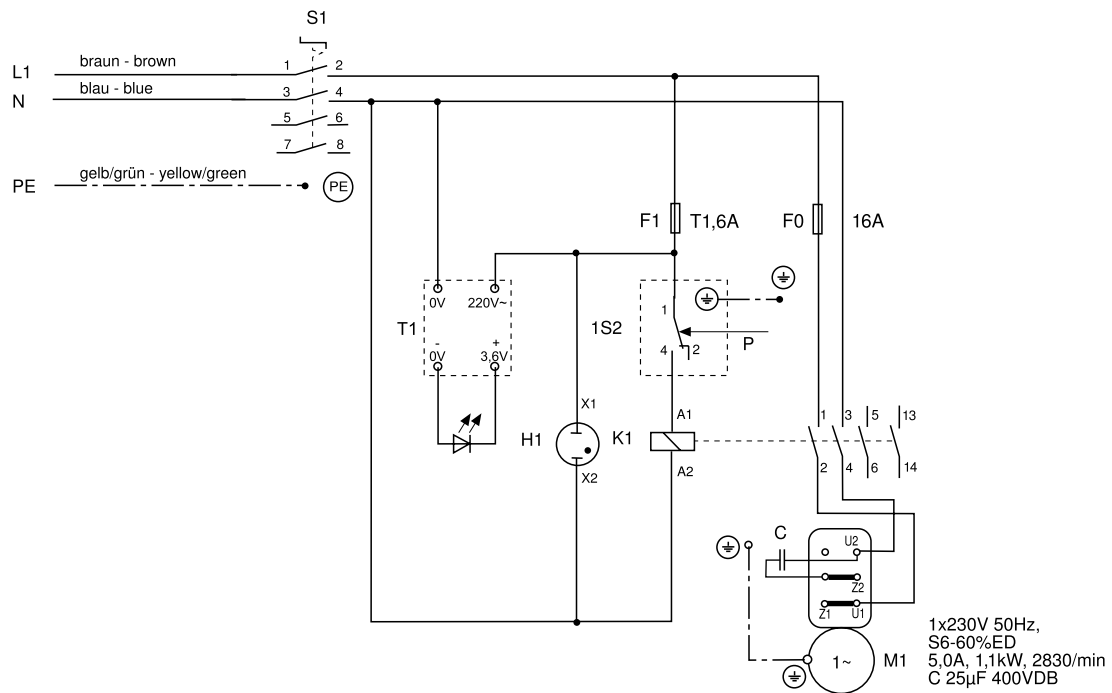 S1
L1
braun - brown
1
2
N
blau - blue
3
4
5
6
7
8
PE
gelb/grün - yellow/green
PE
F1
T1,6A
F0
16A
0V
220V~
T1
1S2
1
P
-
+
0V
3,6V
4
2
X1
A1
1
3
5
13
H1
K1
X2
A2
2
4
6
14
C
U2
Z2
Z1
U1
1x230V 50Hz,
S6-60%ED
1~
M1
5,0A, 1,1kW, 2830/min
C 25µF 400VDB